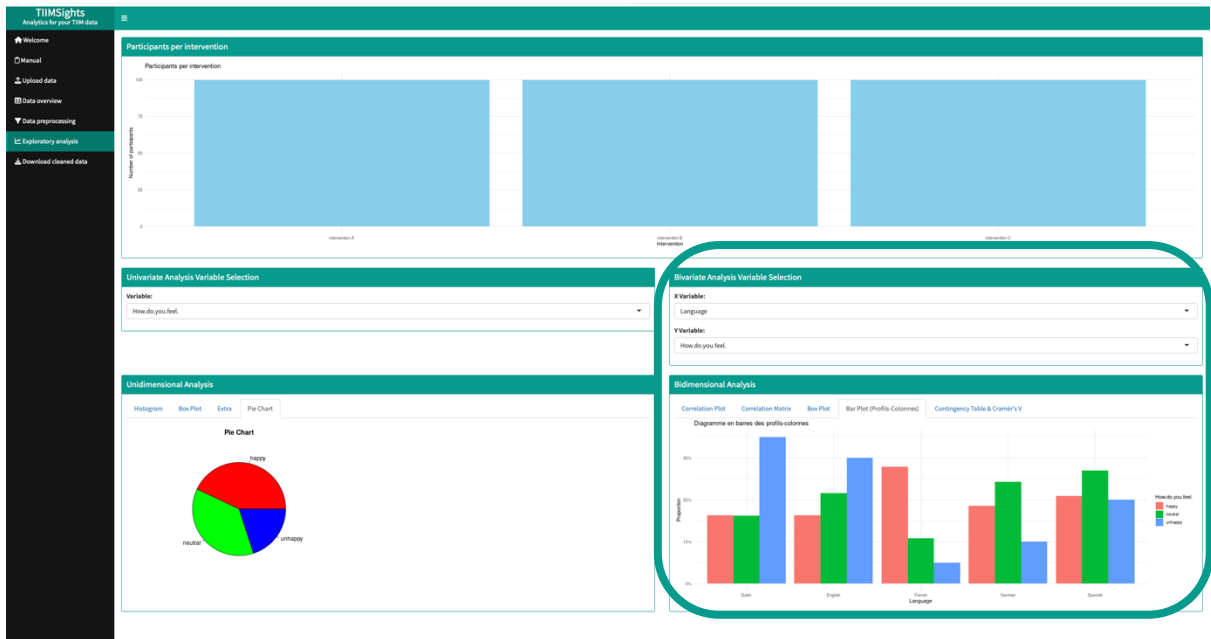 TIIMSights
Analytics for your TIIM data
Welcome
Manual
Upload data
Data overview
Data preprocessing
Exploratory analysis
Download cleaned data
Participants per intervention
Participants per intervention
100
75
50
25
0
Number of participants
Intervention A
Intervention B
Intervention C
Intervention
Univariate Analysis Variable Selection
Variable:
How.do.you.feel.
Bivariate Analysis Variable Selection
X Variable:
Language
Y Variable:
How.do.you.feel.
Unidimensional Analysis
Histogram Box Plot Extra Pie Chart
Pie Chart
happy
neutral
unhappy
Bidimensional Analysis
Correlation Plot Correlation Matrix Box Plot Bar Plot (Profils-Colonnes) Contingency Table & Cramér's V
Diagramme en barres des profils-colonnes
30%
20%
10%
0%
Proportion
Dutch
English
French
German
Spanish
Language
How.do.you.feel.
happy
neutral
unhappy